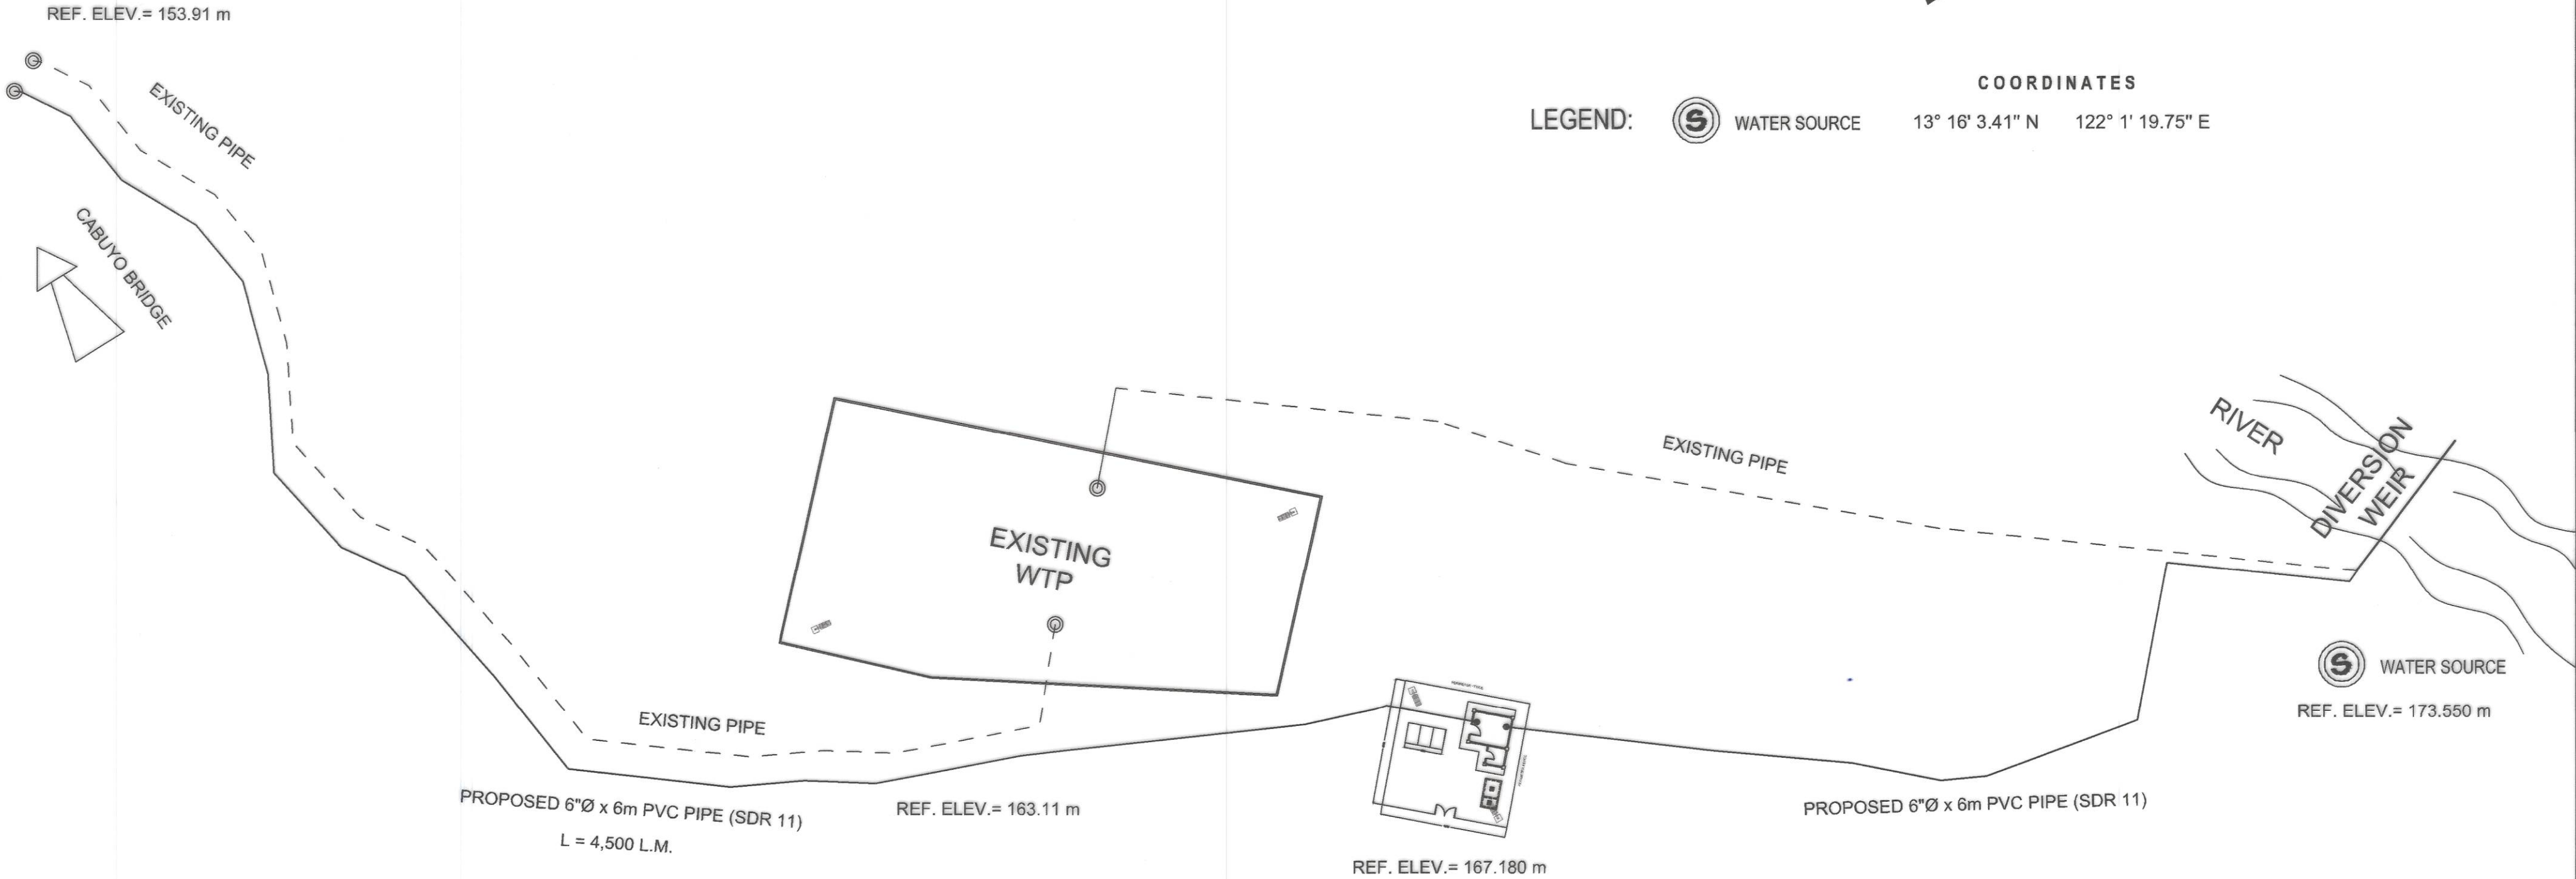 REF. ELEV.= 153.91 m
COORDINATES
LEGEND:
S
WATER SOURCE
13° 16' 3.41" N
122° 1' 19.75" E
EXISTING PIPE
CABUYO BRIDGE
EXISTING PIPE
RIVER
DIVERSION
WEIR
EXISTING
WTP
S
WATER SOURCE
REF. ELEV.= 173.550 m
EXISTING PIPE
PROPOSED 6"Ø x 6m PVC PIPE (SDR 11)
L = 4,500 L.M.
REF. ELEV.= 163.11 m
PROPOSED 6"Ø x 6m PVC PIPE (SDR 11)
REF. ELEV.= 167.180 m